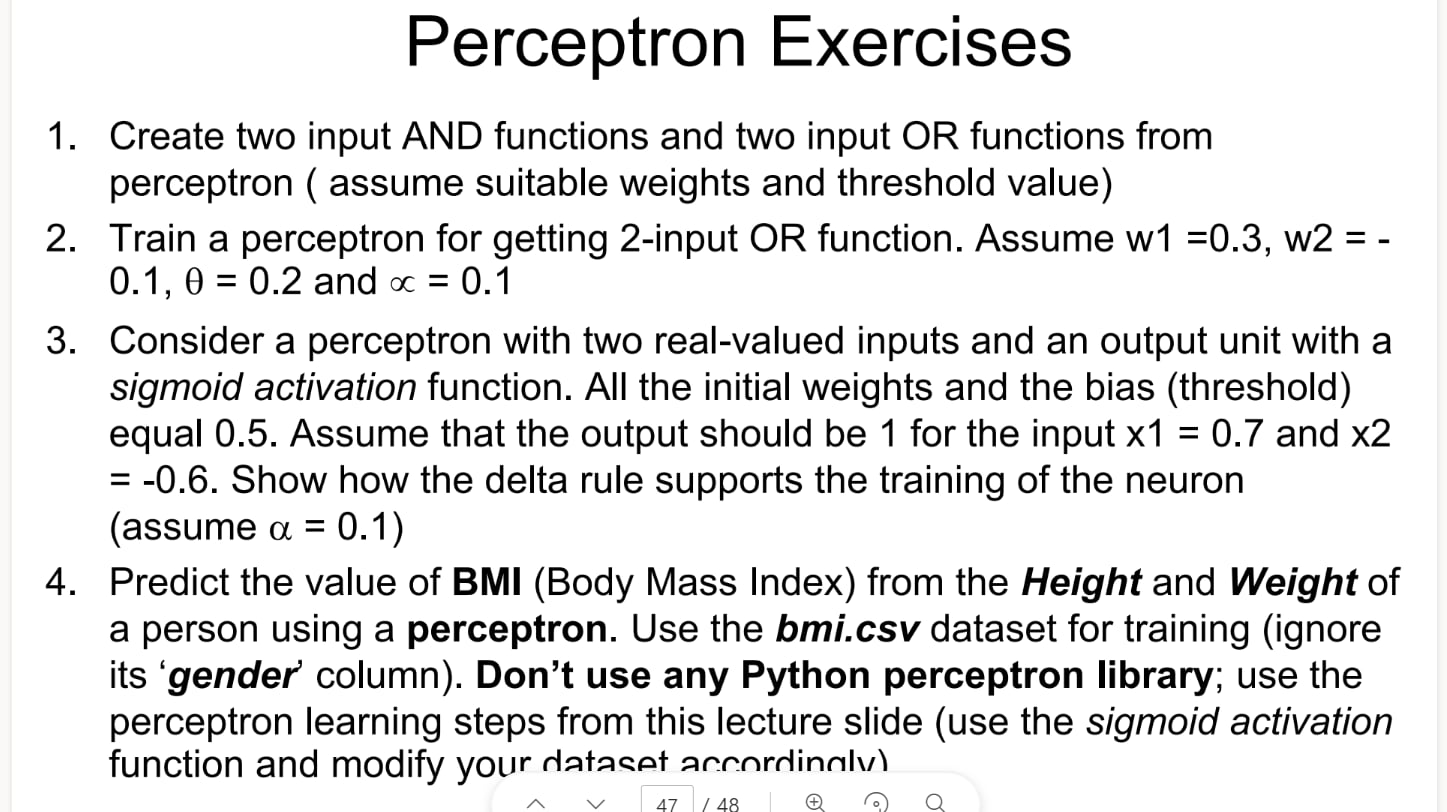 Perceptron Exercises
1. Create two input AND functions and two input OR functions from
perceptron ( assume suitable weights and threshold value)
2. Train a perceptron for getting 2-input OR function. Assume w1 =0.3, w2 = -
0.1, θ = 0.2 and ∝ = 0.1
3. Consider a perceptron with two real-valued inputs and an output unit with a
sigmoid activation function. All the initial weights and the bias (threshold)
equal 0.5. Assume that the output should be 1 for the input x1 = 0.7 and x2
= -0.6. Show how the delta rule supports the training of the neuron
(assume α = 0.1)
4. Predict the value of BMI (Body Mass Index) from the Height and Weight of
a person using a perceptron. Use the bmi.csv dataset for training (ignore
its ‘gender’ column). Don’t use any Python perceptron library; use the
perceptron learning steps from this lecture slide (use the sigmoid activation
function and modify your dataset accordingly)
47 / 48